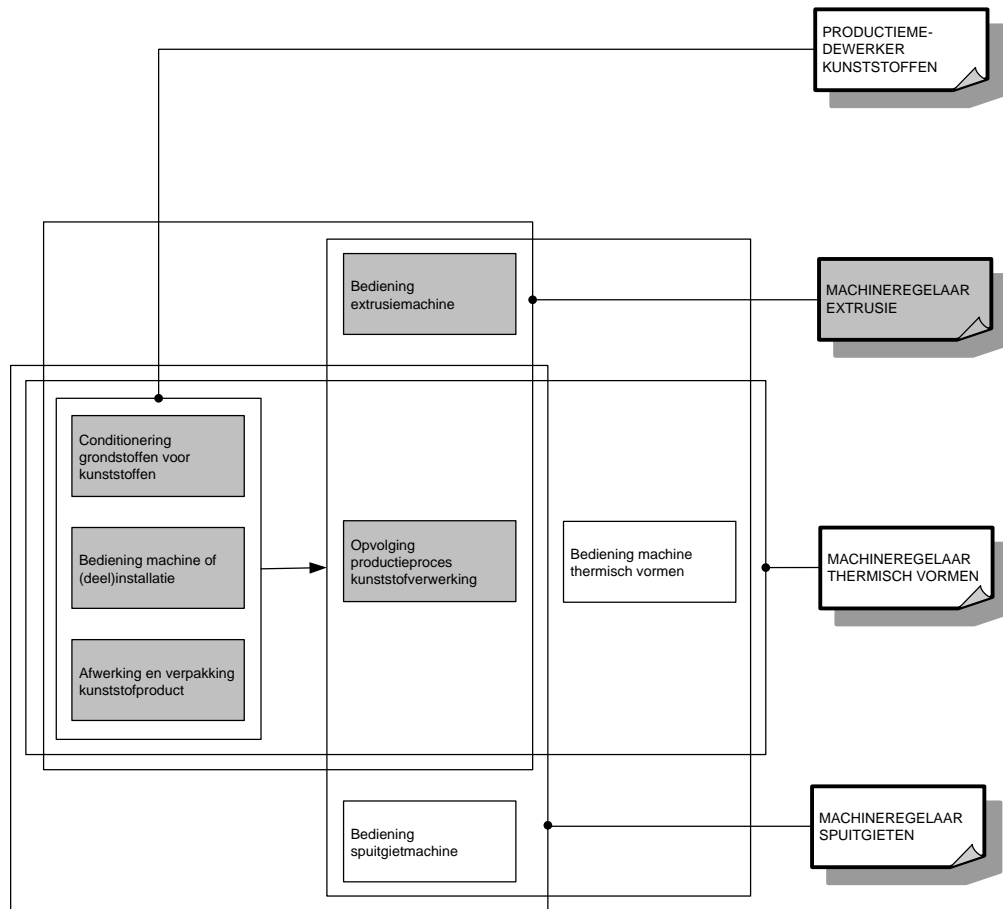 PRODUCTIEME-
DEWERKER
KUNSTSTOFFEN
Bediening
extrusiemachine
MACHINEREGELAAR
EXTRUSIE
Conditionering
grondstoffen voor
kunststoffen
Bediening machine of
(deel)installatie
Opvolging
productieproces
kunststofverwerking
Bediening machine
thermisch vormen
MACHINEREGELAAR
THERMISCH VORMEN
Afwerking en verpakking
kunstofproduct
Bediening
spuitgietmachine
MACHINEREGELAAR
SPUITGIETEN